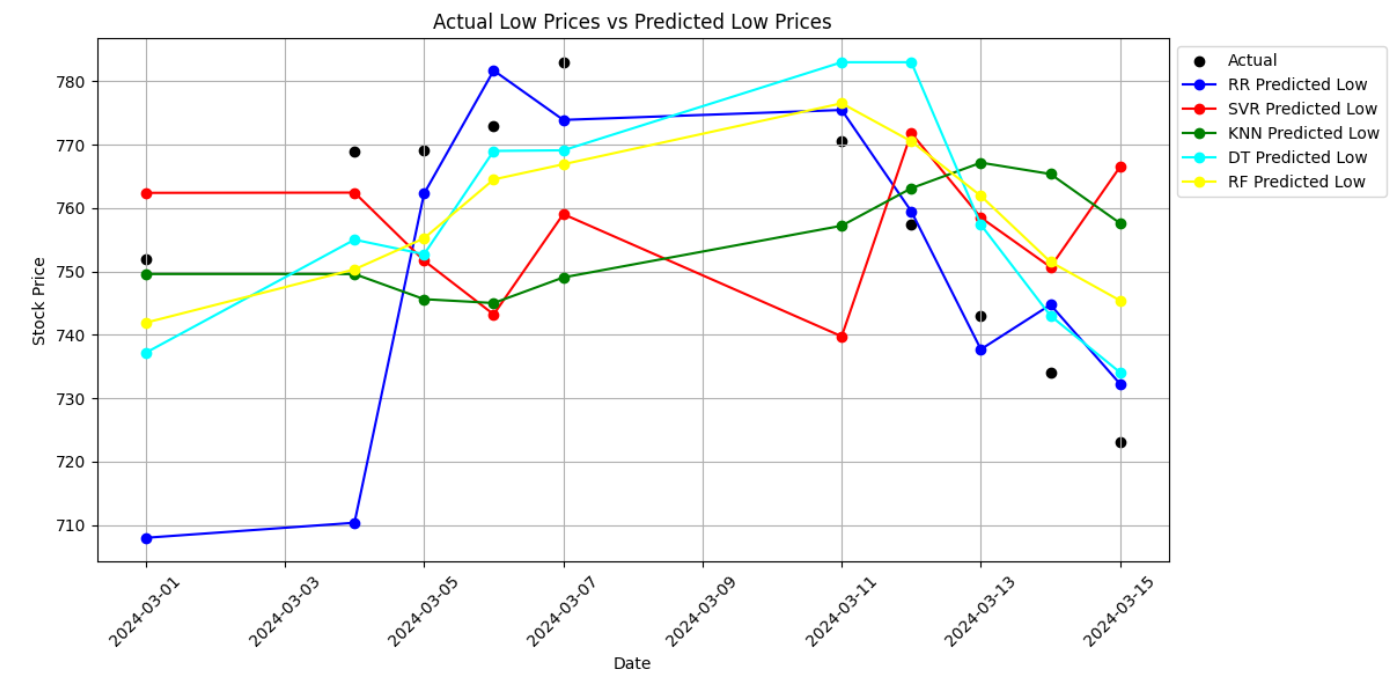 Actual Low Prices vs Predicted Low Prices
Actual
RR Predicted Low
SVR Predicted Low
KNN Predicted Low
DT Predicted Low
RF Predicted Low
Stock Price
780
770
760
750
740
730
720
710
2024-03-01
2024-03-03
2024-03-05
2024-03-07
2024-03-09
2024-03-11
2024-03-13
2024-03-15
Date